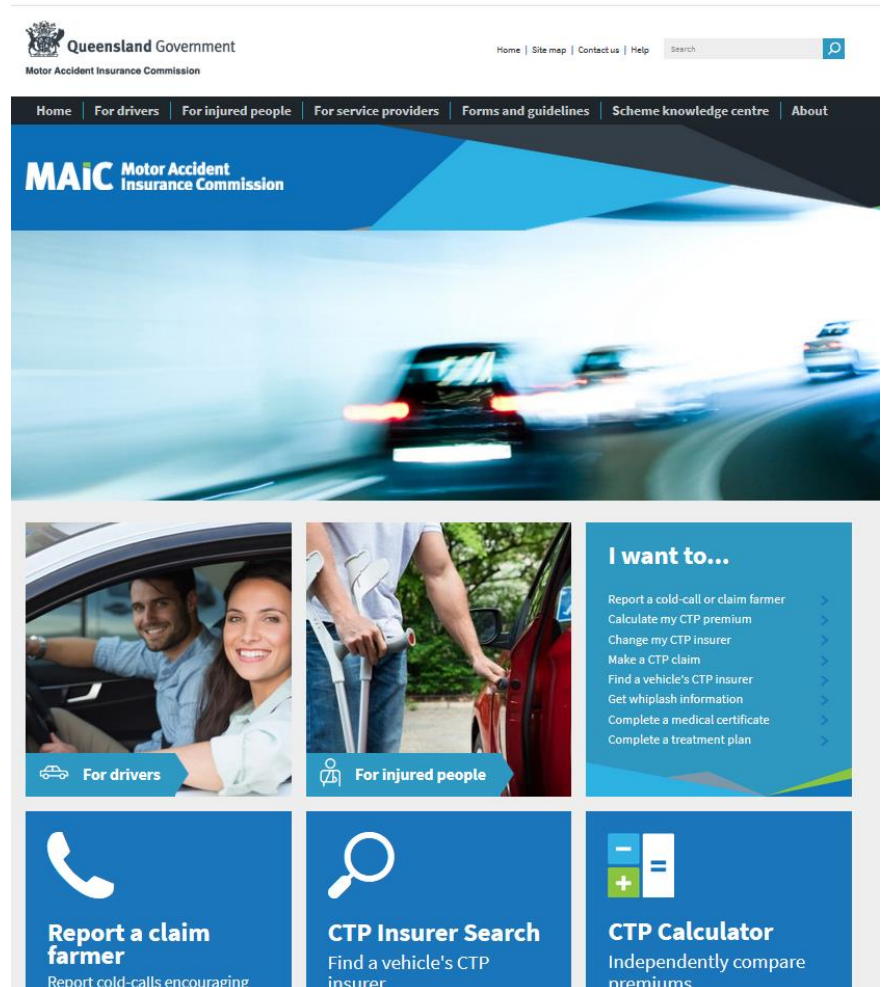 Queensland Government
Motor Accident Insurance Commission
Home | Site map | Contact us | Help
Search
Home | For drivers | For injured people | For service providers | Forms and guidelines | Scheme knowledge centre | About
MAiC Motor Accident
Insurance Commission
For drivers
For injured people
I want to...
Report a cold-call or claim farmer
Calculate my CTP premium
Change my CTP insurer
Make a CTP claim
Find a vehicle's CTP insurer
Get whiplash information
Complete a medical certificate
Complete a treatment plan
Report a claim
farmer
Report cold-calls encouraging
CTP Insurer Search
Find a vehicle's CTP
insurer
CTP Calculator
Independently compare
premiums